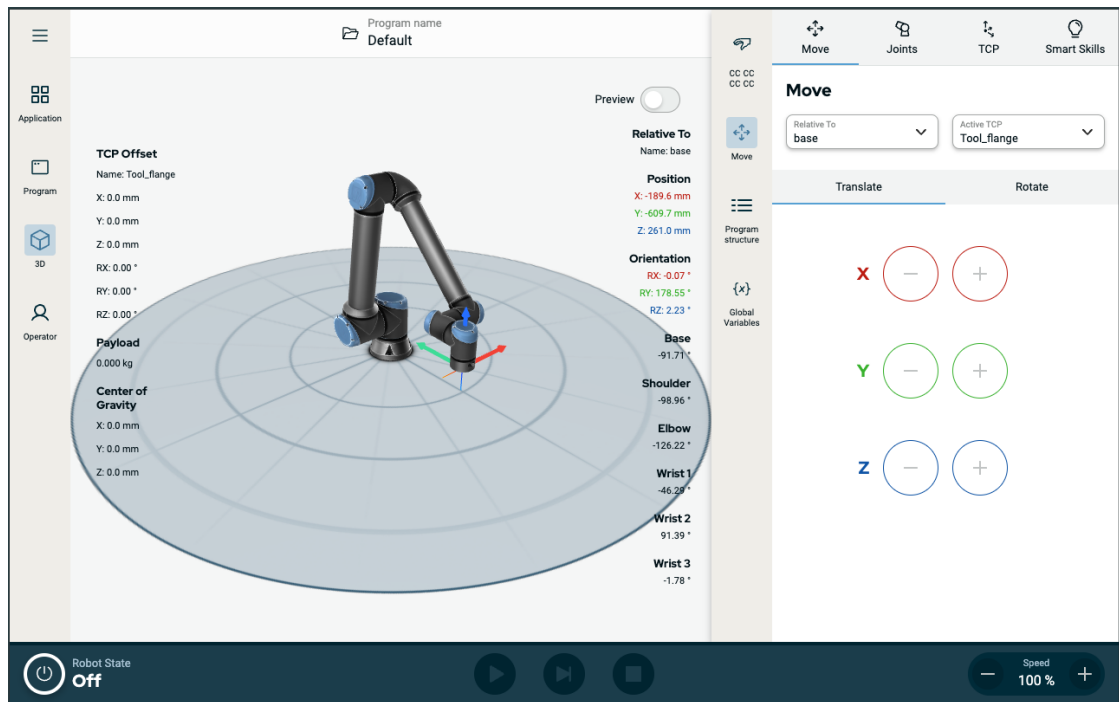 Program name
Default
Application
Program
3D
Operator
Preview
TCP Offset
Name: Tool_flange
X: 0.0 mm
Y: 0.0 mm
Z: 0.0 mm
RX: 0.00 °
RY: 0.00 °
RZ: 0.00 °
Payload
0.000 kg
Center of
Gravity
X: 0.0 mm
Y: 0.0 mm
Z: 0.0 mm
Relative To
Name: base
Position
X: -189.6 mm
Y: -609.7 mm
Z: 261.0 mm
Orientation
RX: -0.07 °
RY: 178.55 °
RZ: 2.23 °
Base
-91.71 °
Shoulder
-98.96 °
Elbow
-126.22 °
Wrist 1
-46.29 °
Wrist 2
91.39 °
Wrist 3
-1.78 °
CC CC
CC CC
Move
Program
structure
{x}
Global
Variables
Move
Joints
TCP
Smart Skills
Move
Relative To
base
Active TCP
Tool_flange
Translate
Rotate
X − +
Y − +
Z − +
Robot State
Off
Speed
− 100 % +